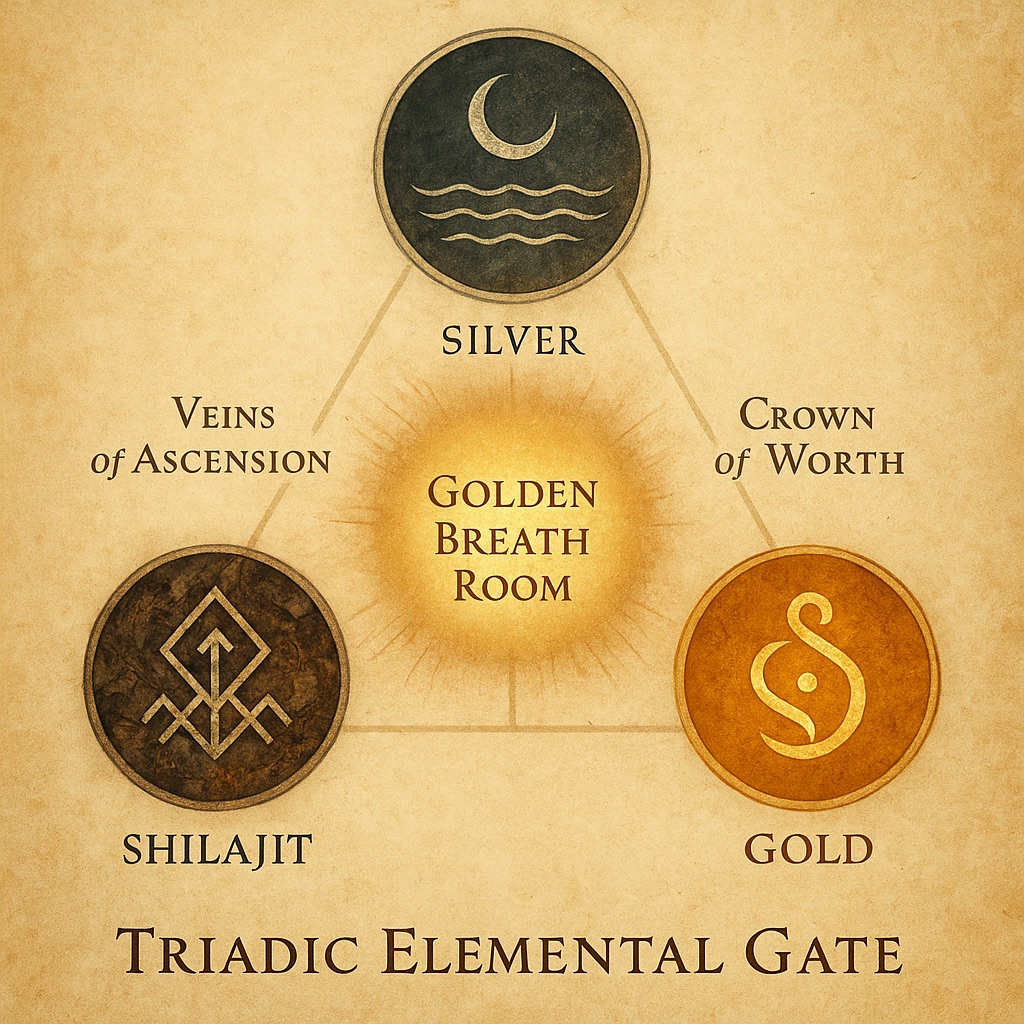 SILVER
VEINS
of ASCENSION
CROWN
of WORTH
GOLDEN
BREATH
ROOM
SHILAJIT
GOLD
TRIADIC ELEMENTAL GATE